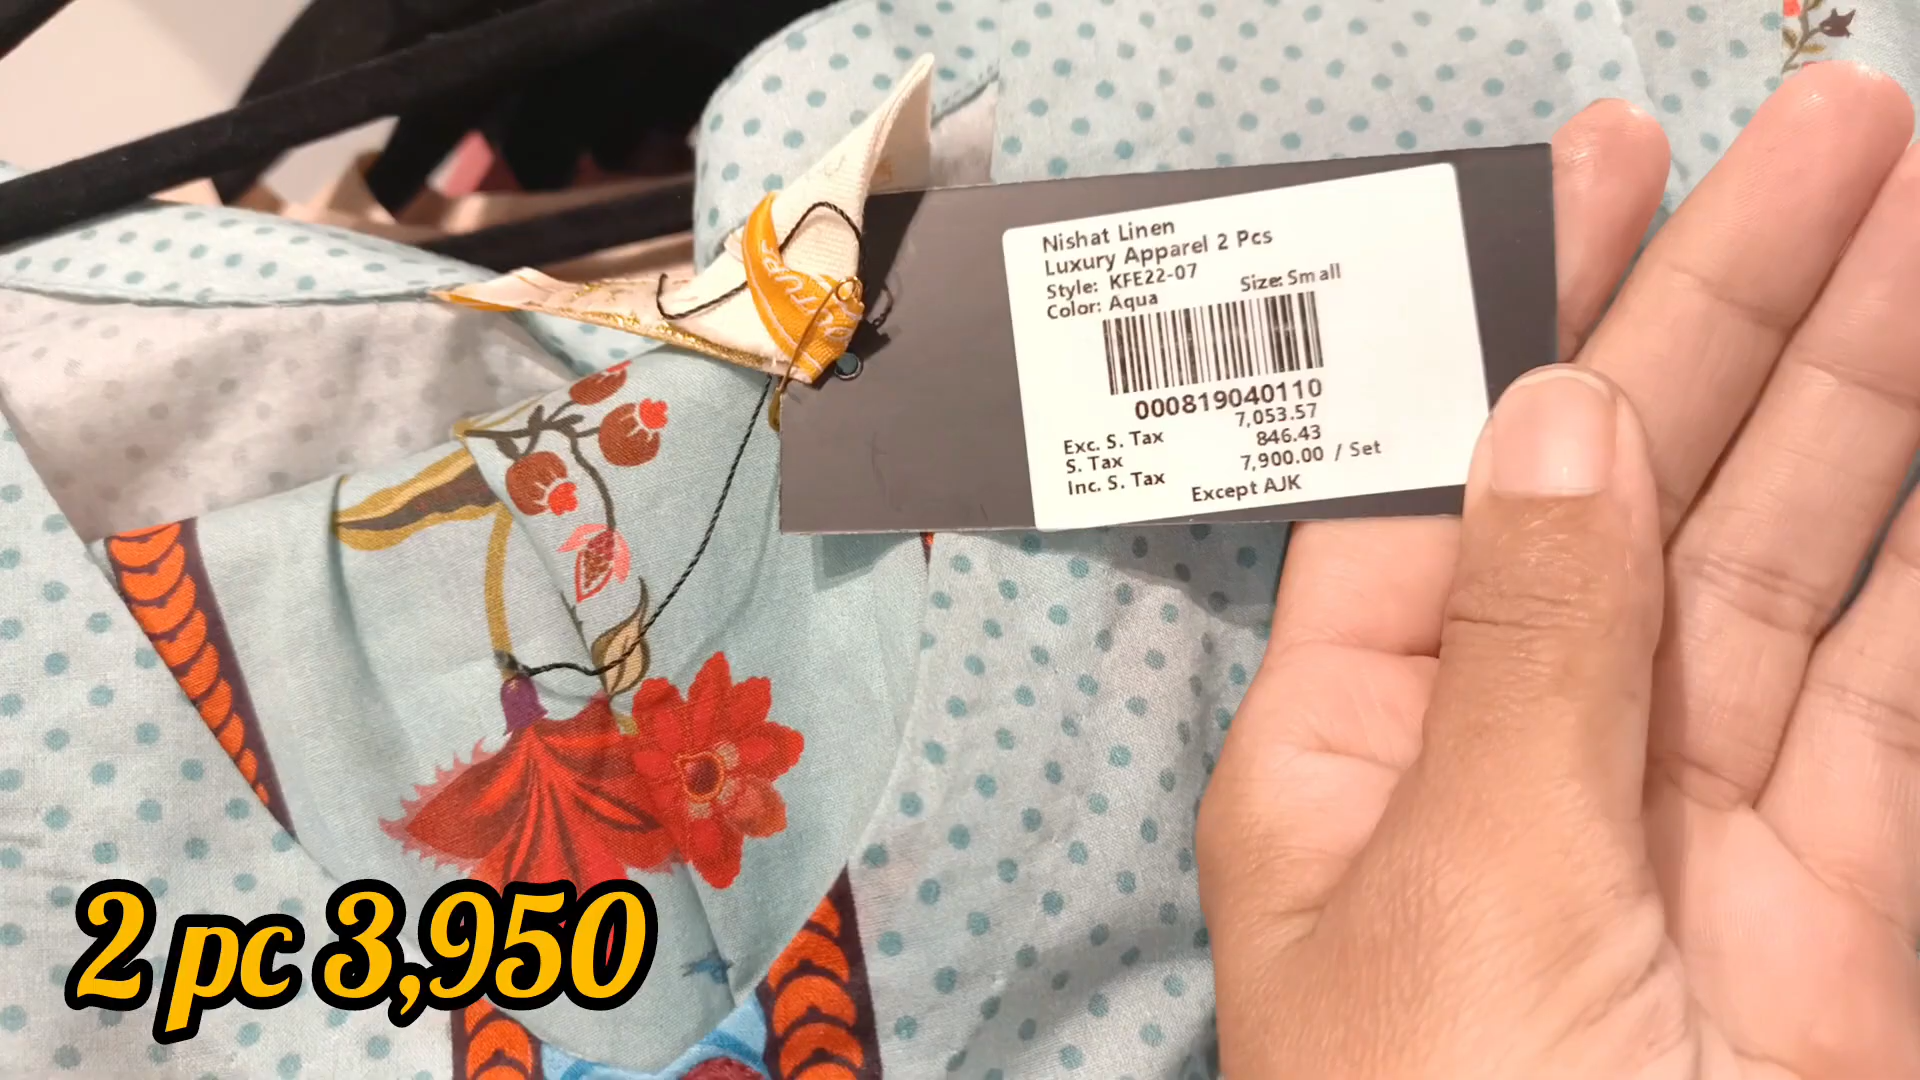 Nishat Linen
Luxury Apparel 2 Pcs
Style: KFE22-07 Size: Small
Color: Aqua
000819040110
Exc. S. Tax 7,053.57
S. Tax 846.43
Inc. S. Tax 7,900.00 / Set
Except AJK
2 pc 3,950